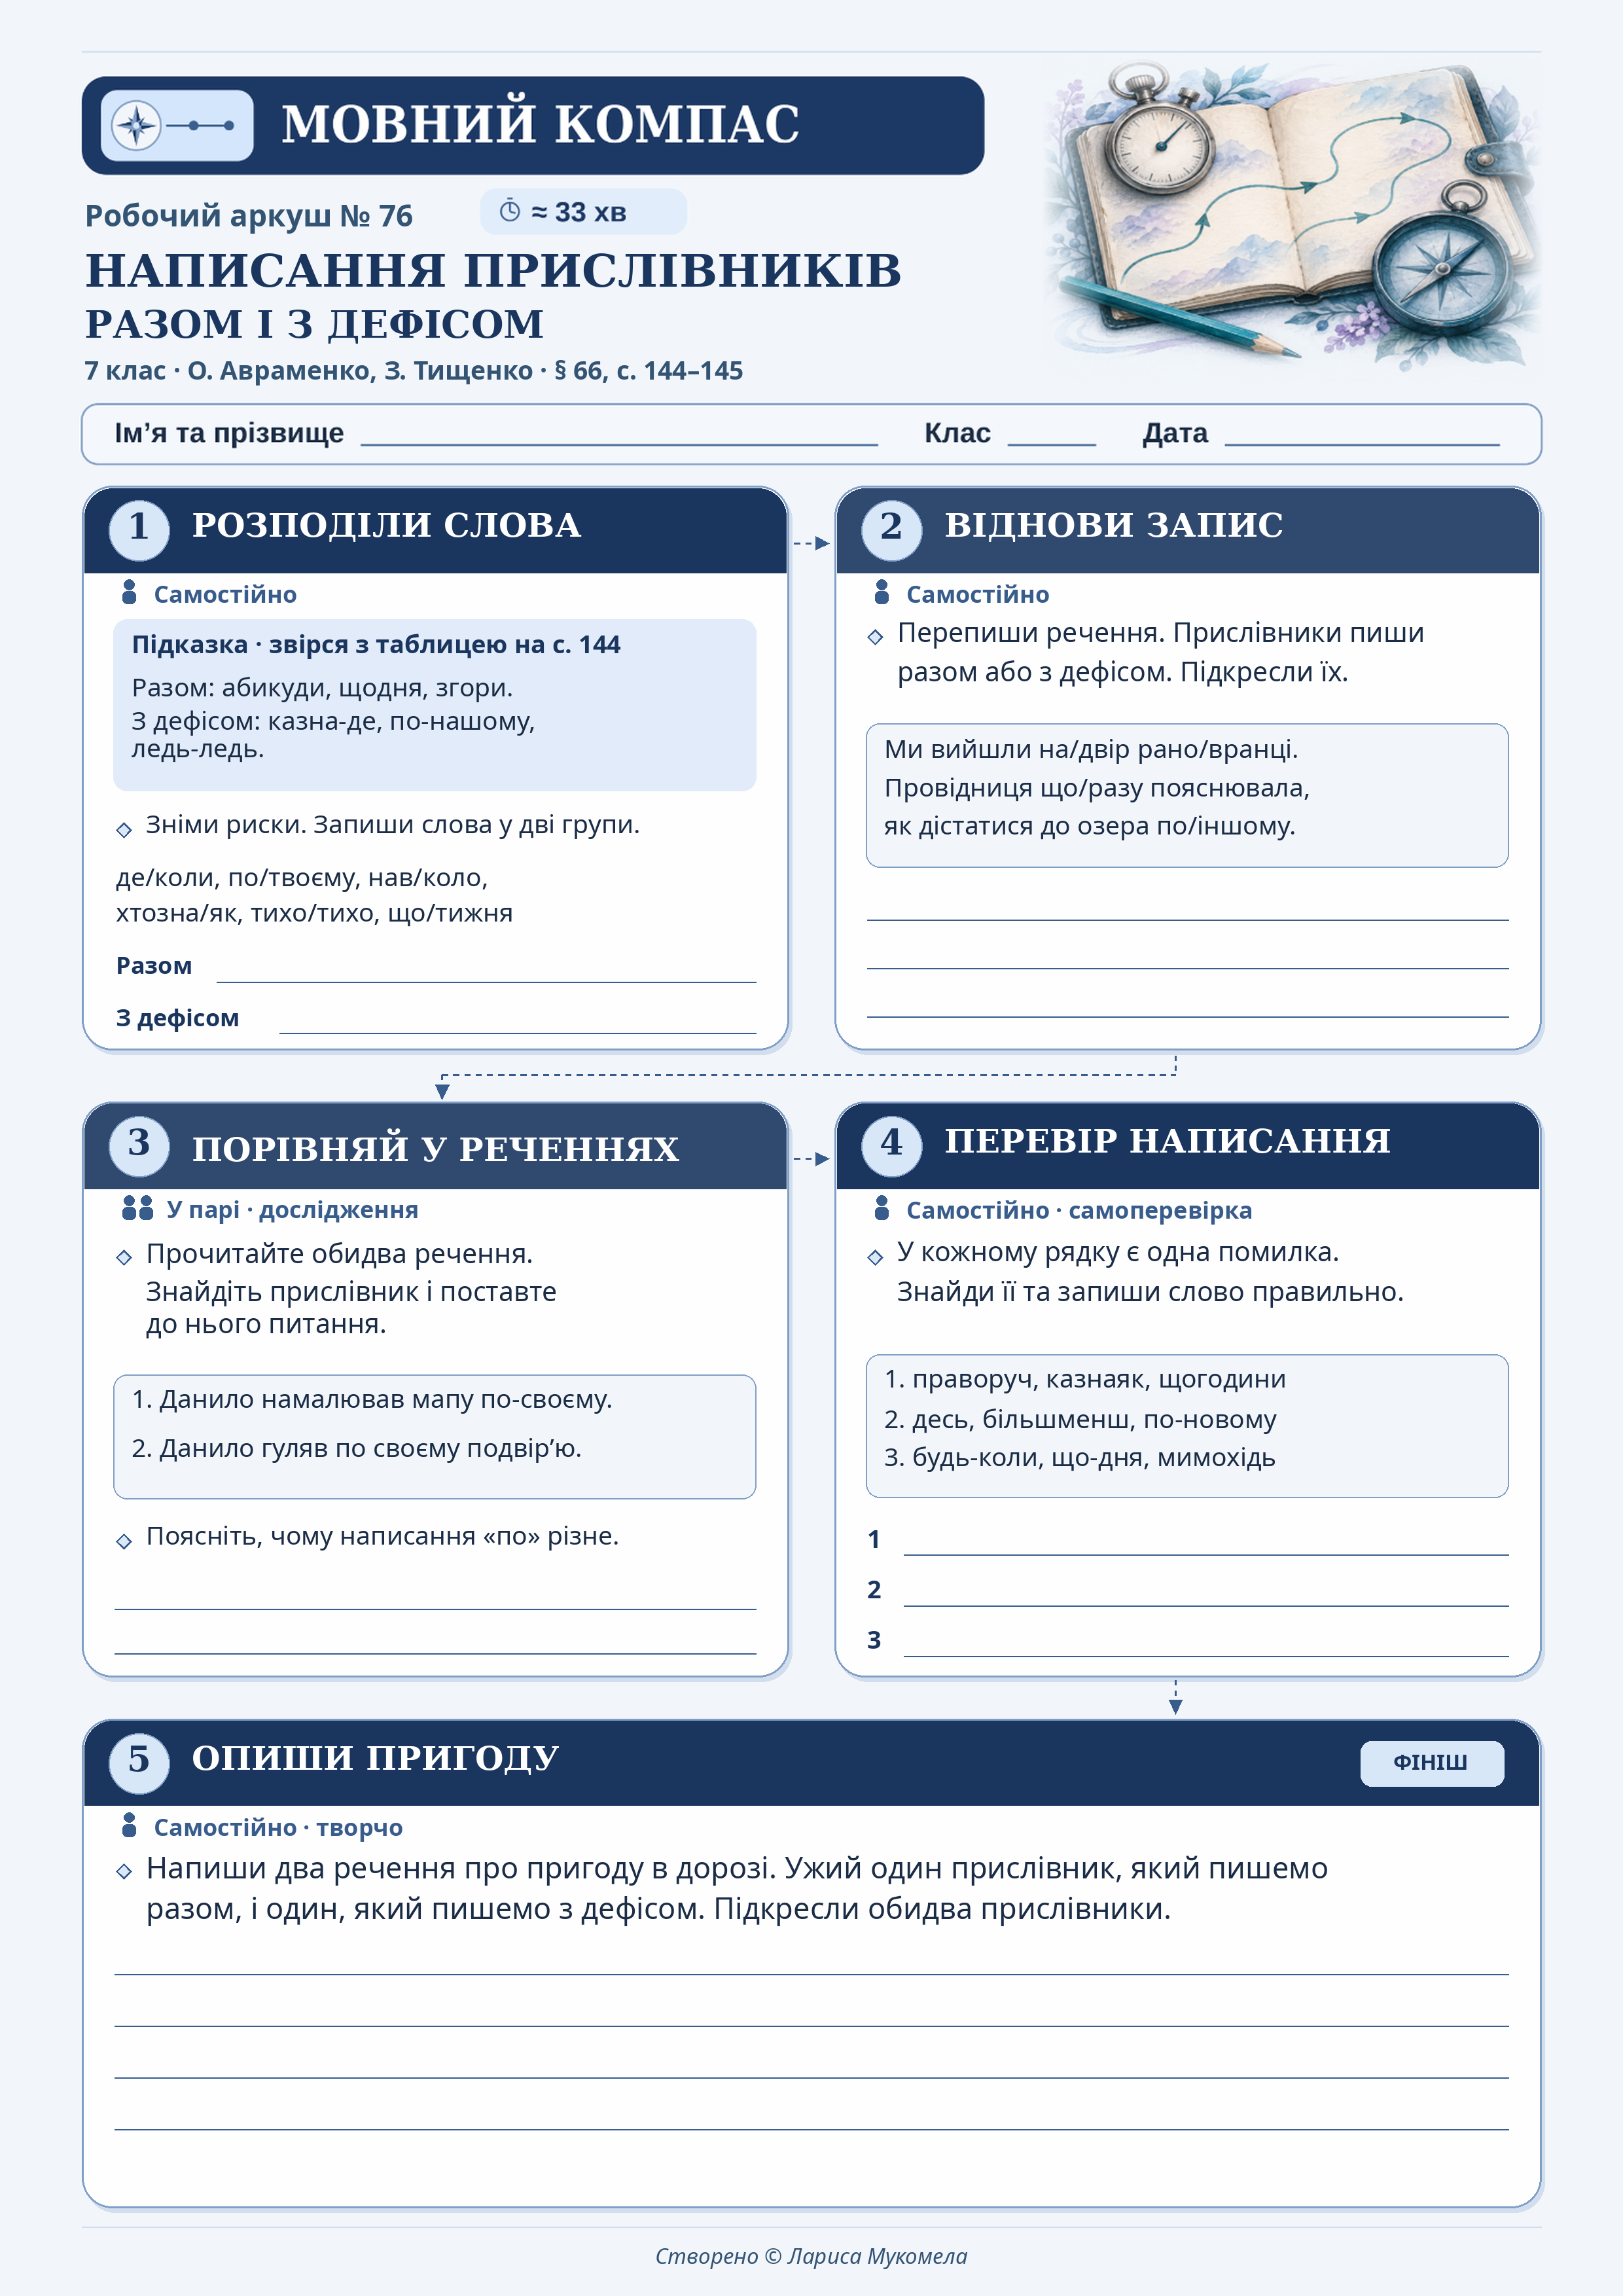 МОВНИЙ КОМПАС
Робочий аркуш № 76
≈ 33 хв
НАПИСАННЯ ПРИСЛІВНИКІВ
РАЗОМ І З ДЕФІСОМ
7 клас · О. Авраменко, З. Тищенко · § 66, с. 144–145
Ім’я та прізвище Клас Дата
1 РОЗПОДІЛИ СЛОВА
Самостійно
Підказка · звірся з таблицею на с. 144
Разом: абикуди, щодня, згори.
З дефісом: казна-де, по-нашому,
ледь-ледь.
Зніми риски. Запиши слова у дві групи.
де/коли, по/твоєму, нав/коло,
хтозна/як, тихо/тихо, що/тижня
Разом
З дефісом
2 ВІДНОВИ ЗАПИС
Самостійно
Перепиши речення. Прислівники пиши
разом або з дефісом. Підкресли їх.
Ми вийшли на/двір рано/вранці.
Провідниця що/разу пояснювала,
як дістатися до озера по/іншому.
3 ПОРІВНЯЙ У РЕЧЕННЯХ
У парі · дослідження
Прочитайте обидва речення.
Знайдіть прислівник і поставте
до нього питання.
1. Данило намалював мапу по-своєму.
2. Данило гуляв по своєму подвір’ю.
Поясніть, чому написання «по» різне.
4 ПЕРЕВІР НАПИСАННЯ
Самостійно · самоперевірка
У кожному рядку є одна помилка.
Знайди її та запиши слово правильно.
1. праворуч, казнаяк, щогодини
2. десь, більшменш, по-новому
3. будь-коли, що-дня, мимохідь
1
2
3
5 ОПИШИ ПРИГОДУ
ФІНІШ
Самостійно · творчо
Напиши два речення про пригоду в дорозі. Ужий один прислівник, який пишемо
разом, і один, який пишемо з дефісом. Підкресли обидва прислівники.
Створено © Лариса Мукомела